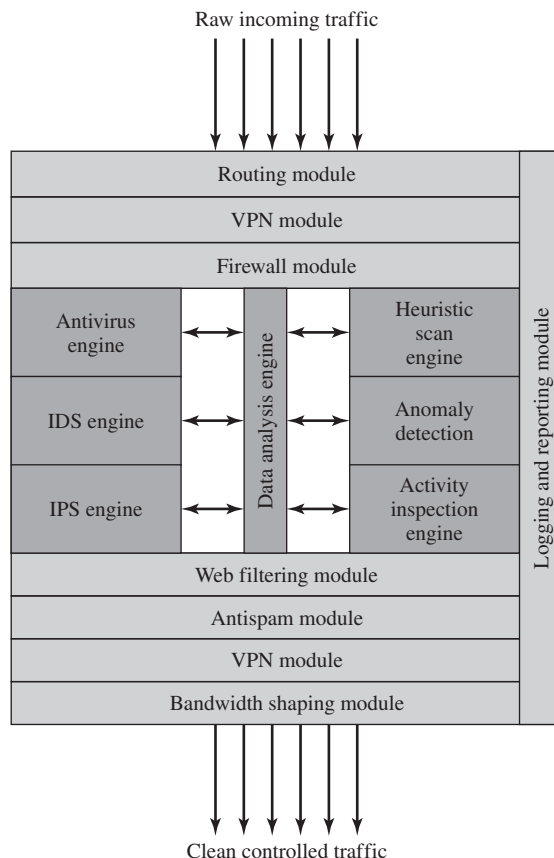 Raw incoming traffic
Routing module
VPN module
Firewall module
Antivirus
engine
IDS engine
IPS engine
Data analysis engine
Heuristic
scan
engine
Anomaly
detection
Activity
inspection
engine
Logging and reporting module
Web filtering module
Antispam module
VPN module
Bandwidth shaping module
Clean controlled traffic